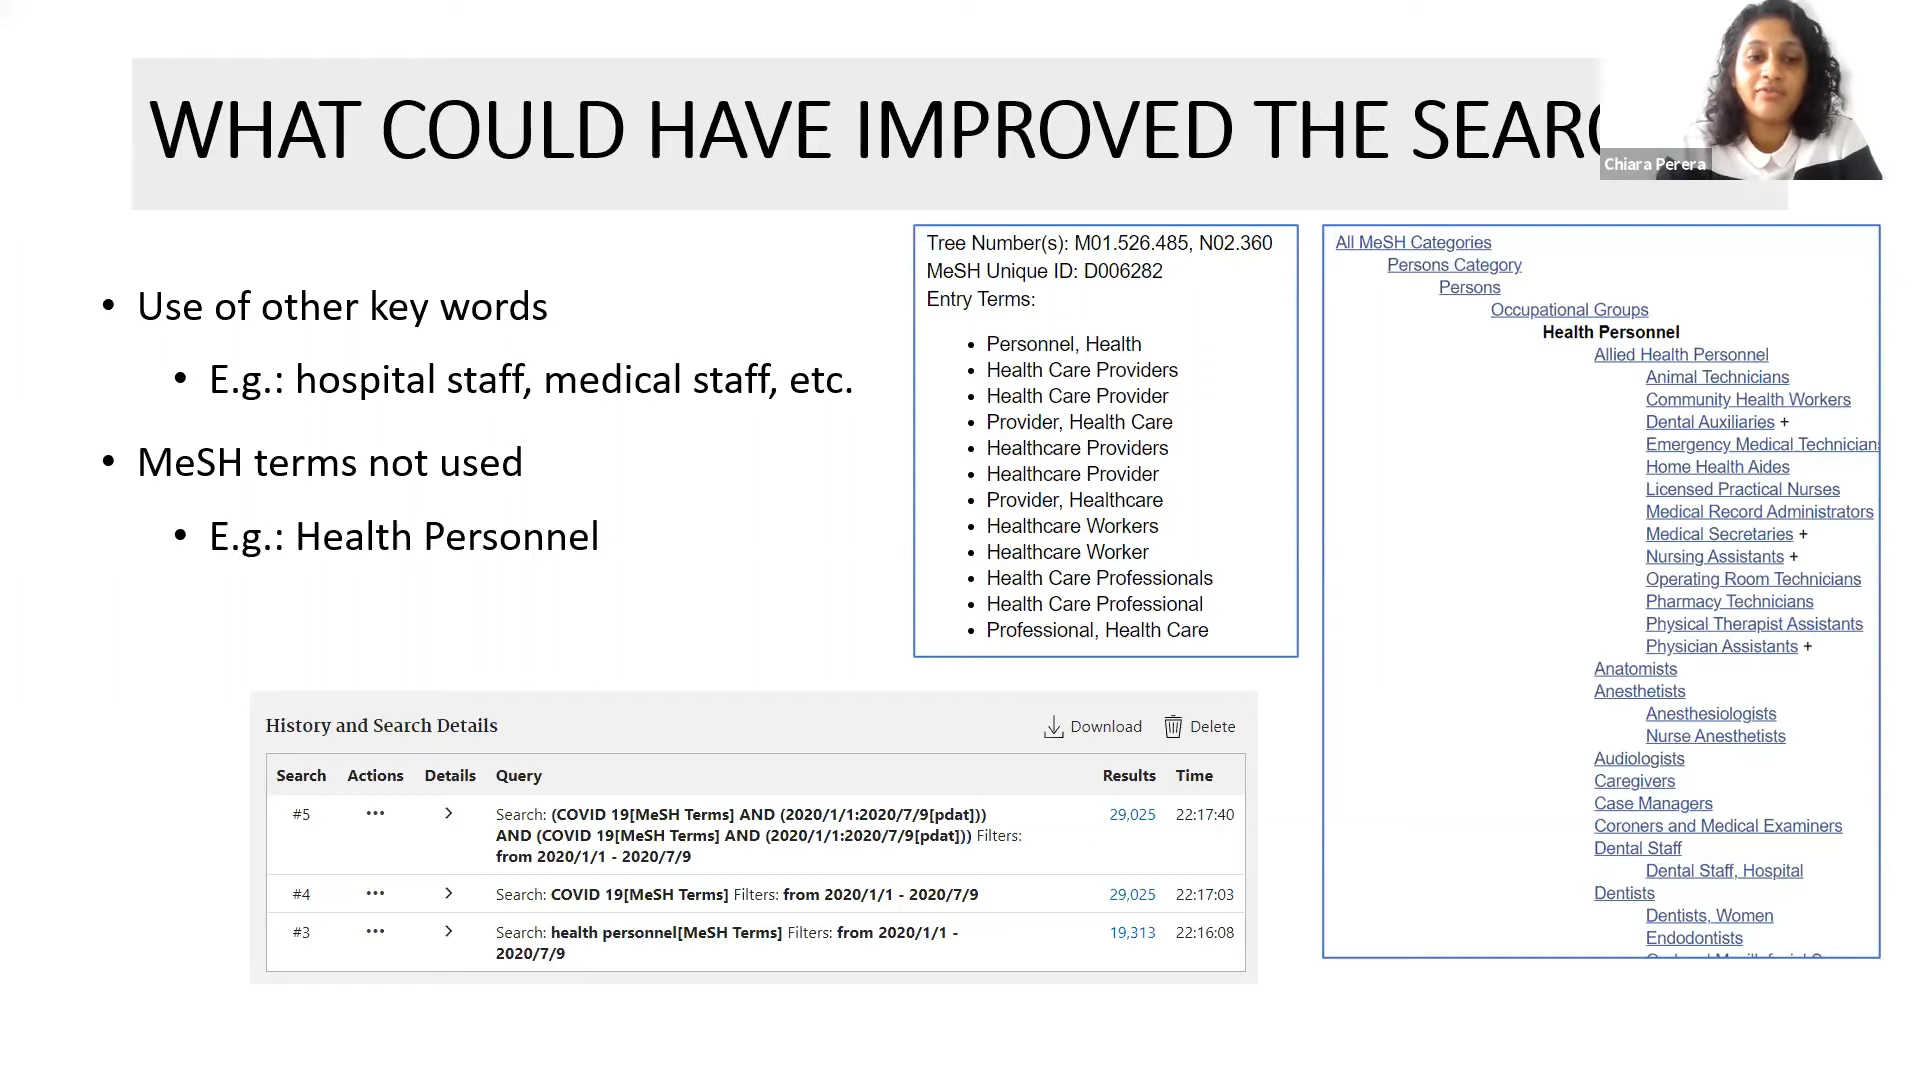 WHAT COULD HAVE IMPROVED THE SEARC
Chiara Perera
• Use of other key words
• E.g.: hospital staff, medical staff, etc.
• MeSH terms not used
• E.g.: Health Personnel
Tree Number(s): M01.526.485, N02.360
MeSH Unique ID: D006282
Entry Terms:
• Personnel, Health
• Health Care Providers
• Health Care Provider
• Provider, Health Care
• Healthcare Providers
• Healthcare Provider
• Provider, Healthcare
• Healthcare Workers
• Healthcare Worker
• Health Care Professionals
• Health Care Professional
• Professional, Health Care
All MeSH Categories
Persons Category
Persons
Occupational Groups
Health Personnel
Allied Health Personnel
Animal Technicians
Community Health Workers
Dental Auxiliaries +
Emergency Medical Technicians
Home Health Aides
Licensed Practical Nurses
Medical Record Administrators
Medical Secretaries +
Nursing Assistants +
Operating Room Technicians
Pharmacy Technicians
Physical Therapist Assistants
Physician Assistants +
Anatomists
Anesthetists
Anesthesiologists
Nurse Anesthetists
Audiologists
Caregivers
Case Managers
Coroners and Medical Examiners
Dental Staff
Dental Staff, Hospital
Dentists
Dentists, Women
Endodontists
History and Search Details
Download Delete
Search Actions Details Query Results Time
#5 ••• > Search: (COVID 19[MeSH Terms] AND (2020/1/1:2020/7/9[pdat])) 29,025 22:17:40
AND (COVID 19[MeSH Terms] AND (2020/1/1:2020/7/9[pdat])) Filters:
from 2020/1/1 - 2020/7/9
#4 ••• > Search: COVID 19[MeSH Terms] Filters: from 2020/1/1 - 2020/7/9 29,025 22:17:03
#3 ••• > Search: health personnel[MeSH Terms] Filters: from 2020/1/1 - 19,313 22:16:08
2020/7/9